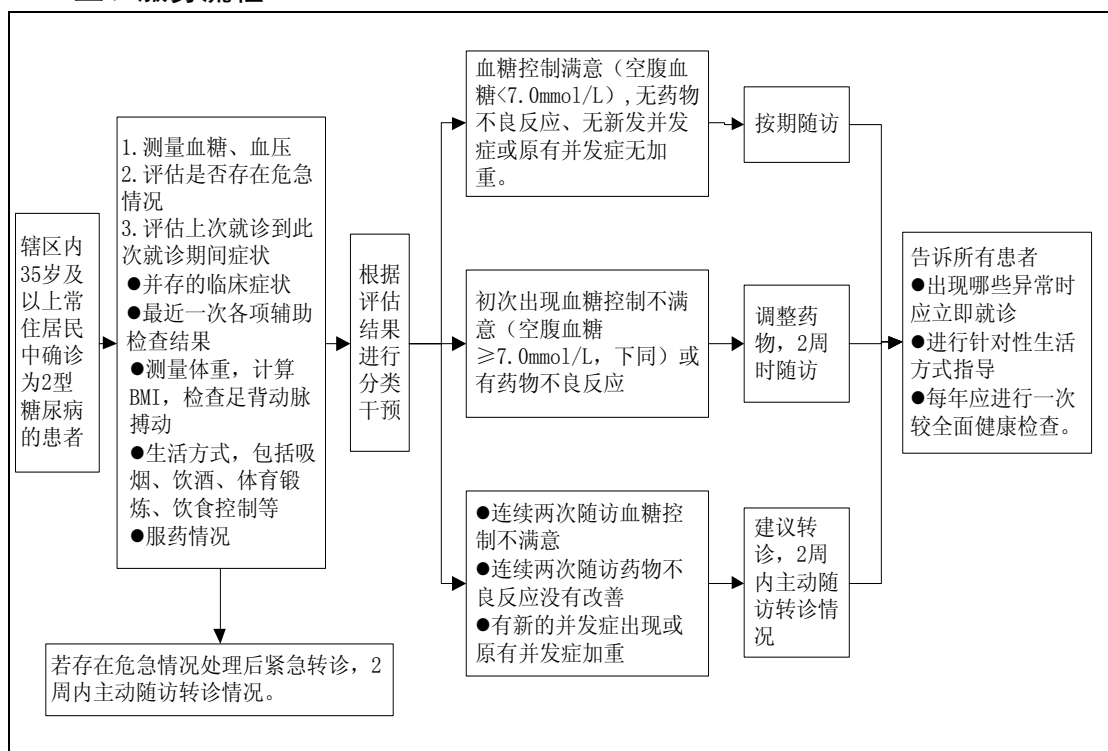 辖区内
35岁及
以上常
住居民
中确诊
为2型
糖尿病
的患者
1.测量血糖、血压
2.评估是否存在危急
情况
3.评估上次就诊到此
次就诊期间症状
●并存的临床症状
●最近一次各项辅助
检查结果
●测量体重，计算
BMI，检查足背动脉
搏动
●生活方式，包括吸
烟、饮酒、体育锻
炼、饮食控制等
●服药情况
若存在危急情况处理后紧急转诊，2
周内主动随访转诊情况。
根据
评估
结果
进行
分类
干预
血糖控制满意（空腹血
糖<7.0mmol/L）,无药物
不良反应、无新发并发
症或原有并发症无加
重。
按期随访
初次出现血糖控制不满
意（空腹血糖
≥7.0mmol/L，下同）或
有药物不良反应
调整药
物，2周
时随访
●连续两次随访血糖控
制不满意
●连续两次随访药物不
良反应没有改善
●有新的并发症出现或
原有并发症加重
建议转
诊，2周
内主动随
访转诊情
况
告诉所有患者
●出现哪些异常时
应立即就诊
●进行针对性生活
方式指导
●每年应进行一次
较全面健康检查。